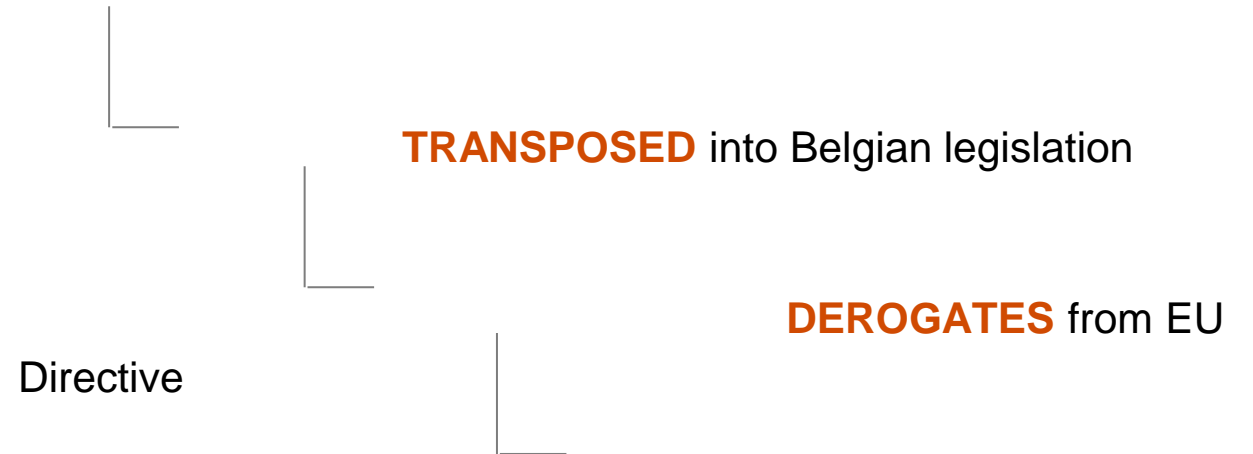 TRANSPOSED into Belgian legislation
DEROGATES from EU
Directive